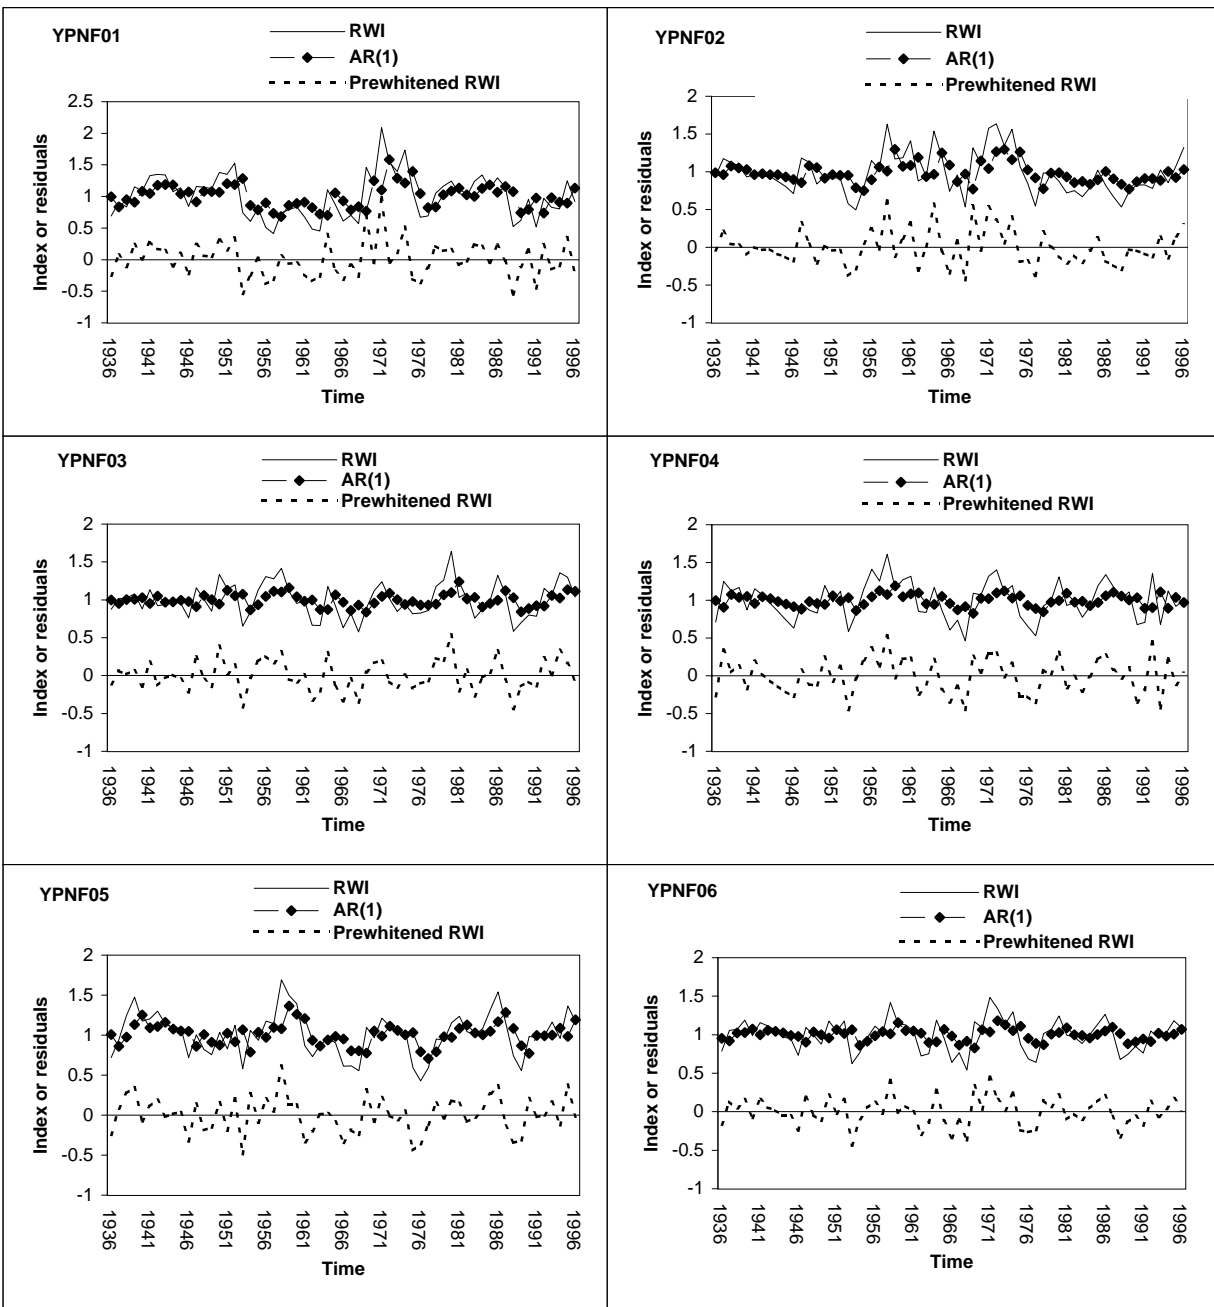 YPNF01
RWI
AR(1)
Prewhitened RWI
Index or residuals
2.5
2
1.5
1
0.5
0
-0.5
-1
1936 1941 1946 1951 1956 1961 1966 1971 1976 1981 1986 1991 1996
Time
YPNF02
RWI
AR(1)
Prewhitened RWI
Index or residuals
2
1.5
1
0.5
0
-0.5
-1
1936 1941 1946 1951 1956 1961 1966 1971 1976 1981 1986 1991 1996
Time
YPNF03
RWI
AR(1)
Prewhitened RWI
Index or residuals
2
1.5
1
0.5
0
-0.5
-1
1936 1941 1946 1951 1956 1961 1966 1971 1976 1981 1986 1991 1996
Time
YPNF04
RWI
AR(1)
Prewhitened RWI
Index or residuals
2
1.5
1
0.5
0
-0.5
-1
1936 1941 1946 1951 1956 1961 1966 1971 1976 1981 1986 1991 1996
Time
YPNF05
RWI
AR(1)
Prewhitened RWI
Index or residuals
2
1.5
1
0.5
0
-0.5
-1
1936 1941 1946 1951 1956 1961 1966 1971 1976 1981 1986 1991 1996
Time
YPNF06
RWI
AR(1)
Prewhitened RWI
Index or residuals
2
1.5
1
0.5
0
-0.5
-1
1936 1941 1946 1951 1956 1961 1966 1971 1976 1981 1986 1991 1996
Time